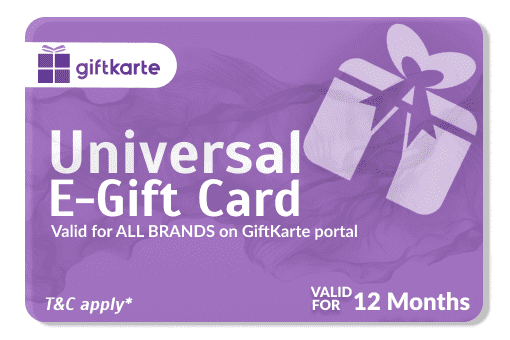 giftkarte
Universal
E-Gift Card
Valid for ALL BRANDS on GiftKarte portal
T&C apply*
VALID
FOR 12 Months